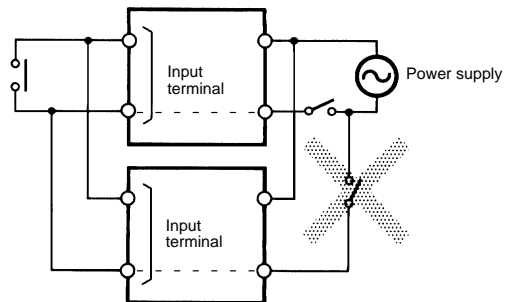 Input
terminal
Power supply
Input
terminal